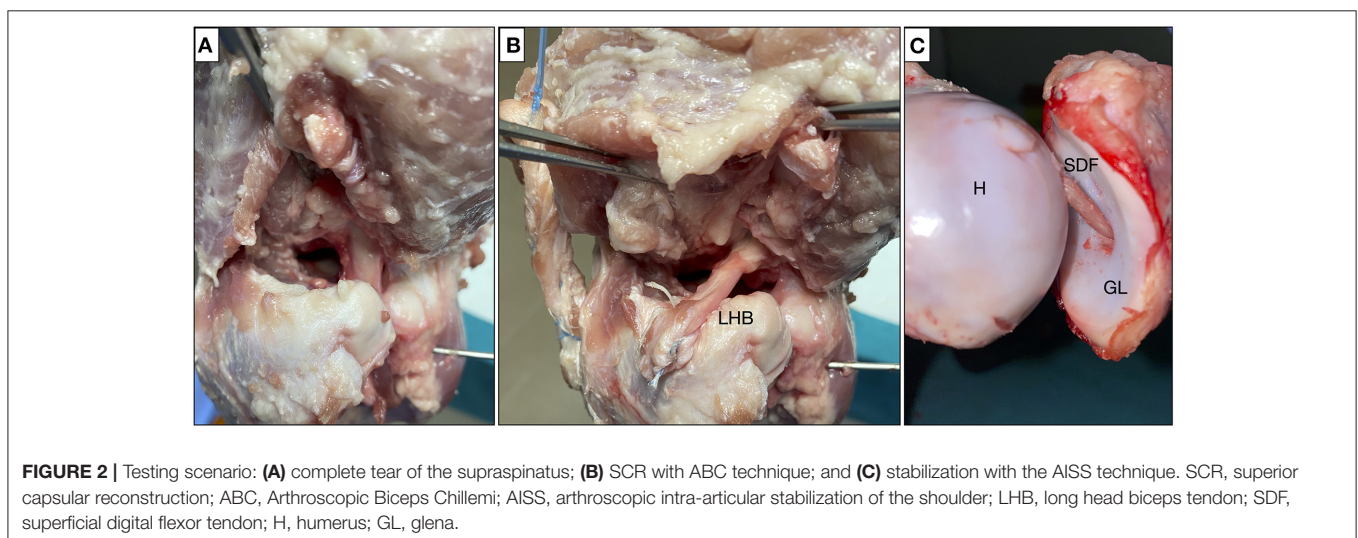 A
B
C
SDF
H
GL
LHB
FIGURE 2 | Testing scenario: (A) complete tear of the supraspinatus; (B) SCR with ABC technique; and (C) stabilization with the AISS technique. SCR, superior
capsular reconstruction; ABC, Arthroscopic Biceps Chillemi; AISS, arthroscopic intra-articular stabilization of the shoulder; LHB, long head biceps tendon; SDF,
superficial digital flexor tendon; H, humerus; GL, glena.